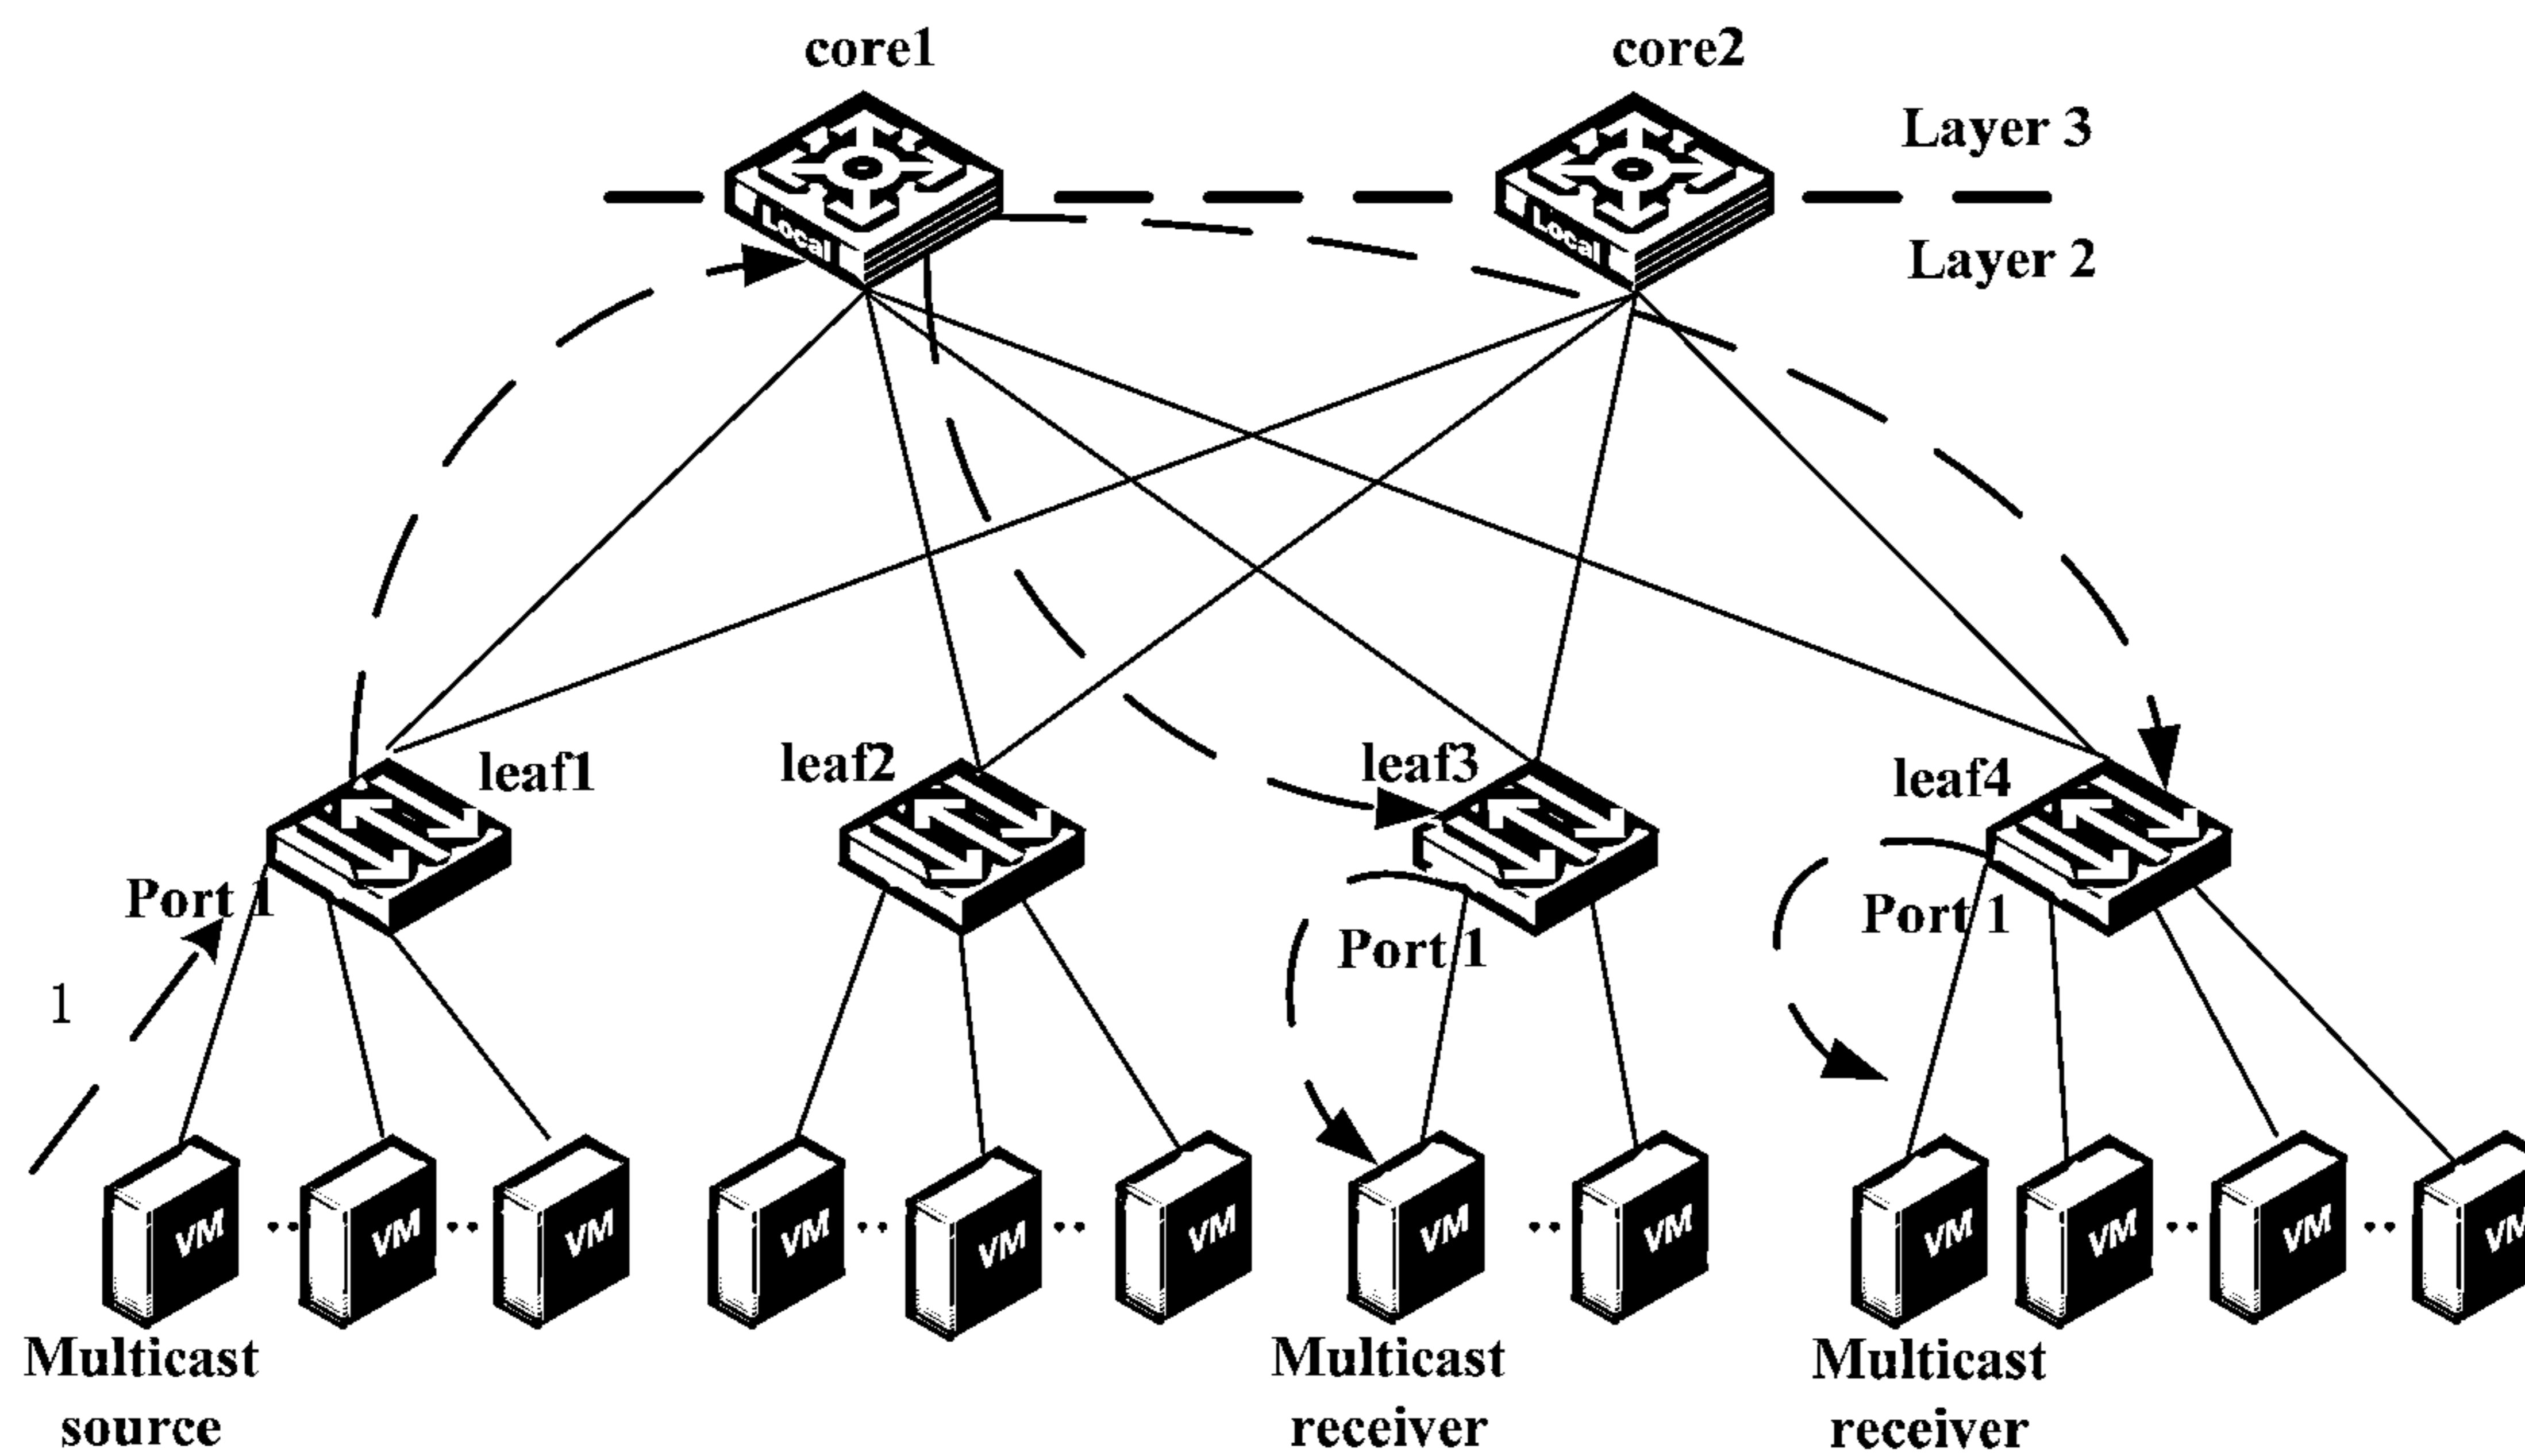 core1
core2
Layer 3
Local
Local
Layer 2
leaf1
leaf2
leaf3
leaf4
Port 1
Port 1
Port 1
1
VM
VM
VM
VM
VM
VM
VM
VM
VM
VM
VM
VM
Multicast
source
Multicast
receiver
Multicast
receiver